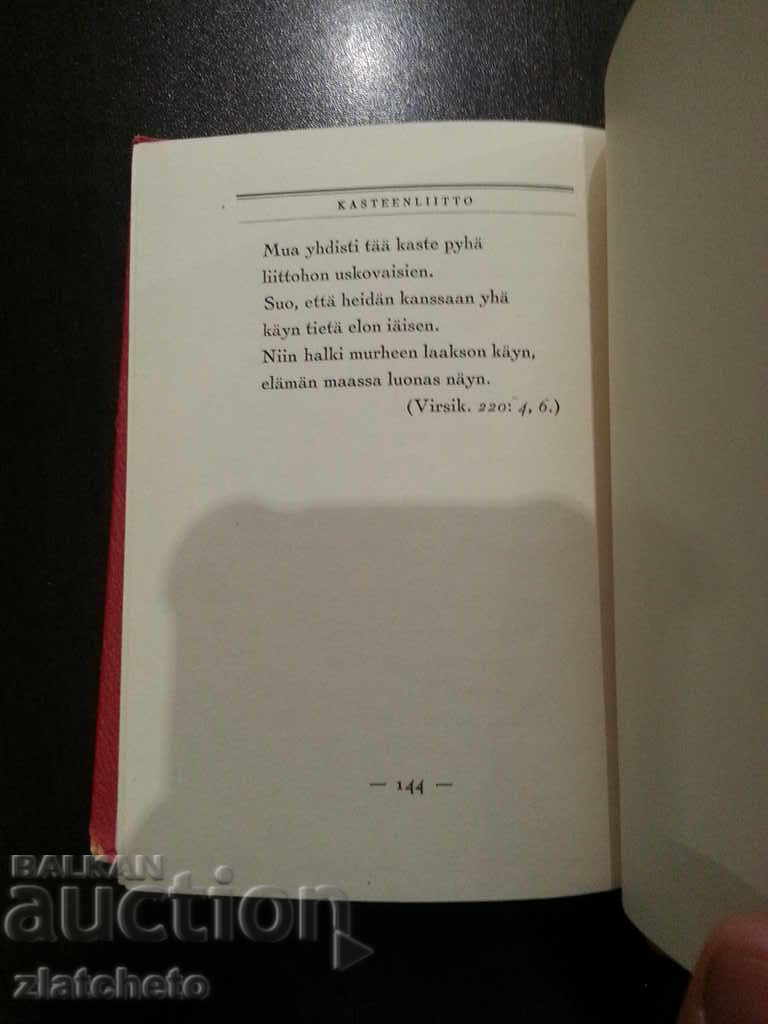 KASTEENLIITTO
Mua yhdisti tää kaste pyhä
liittohon uskovaisien.
Suo, että heidän kanssaan yhä
käyn tietä elon iäisen.
Niin halki murheen laakson käyn,
elämän maassa luonas näyn.
(Virsik. 220: 4, 6.)
— 144 —
BALKAN
auction
zlatcheto